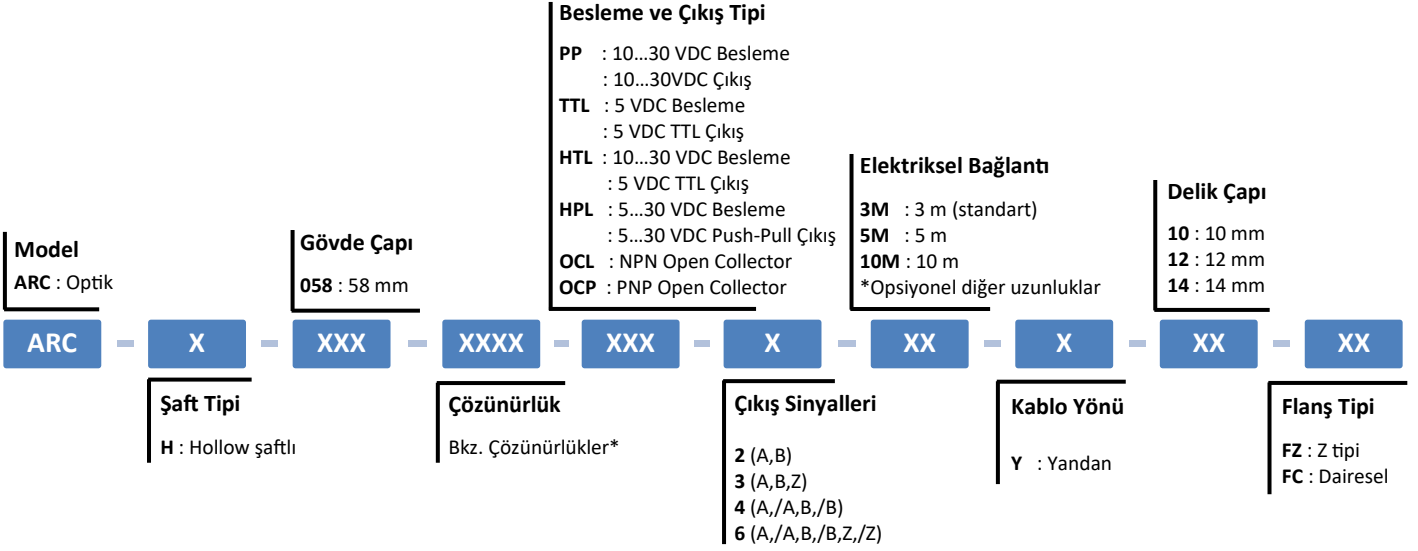 Besleme ve Çıkış Tipi
PP : 10...30 VDC Besleme
: 10...30VDC Çıkış
TTL : 5 VDC Besleme
: 5 VDC TTL Çıkış
HTL : 10...30 VDC Besleme
: 5 VDC TTL Çıkış
HPL : 5...30 VDC Besleme
: 5...30 VDC Push-Pull Çıkış
OCL : NPN Open Collector
OCP : PNP Open Collector
Elektriksel Bağlantı
3M : 3 m (standart)
5M : 5 m
10M : 10 m
*Opsiyonel diğer uzunluklar
Delik Çapı
10 : 10 mm
12 : 12 mm
14 : 14 mm
Model
ARC : Optik
Gövde Çapı
058 : 58 mm
ARC – X – XXX – XXXX – XXX – X – XX – X – XX – XX
Şaft Tipi
H : Hollow şaftlı
Çözünürlük
Bkz. Çözünürlükler*
Çıkış Sinyalleri
2 (A,B)
3 (A,B,Z)
4 (A,/A,B,/B)
6 (A,/A,B,/B,Z,/Z)
Kablo Yönü
Y : Yandan
Flanş Tipi
FZ : Z tipi
FC : Dairesel